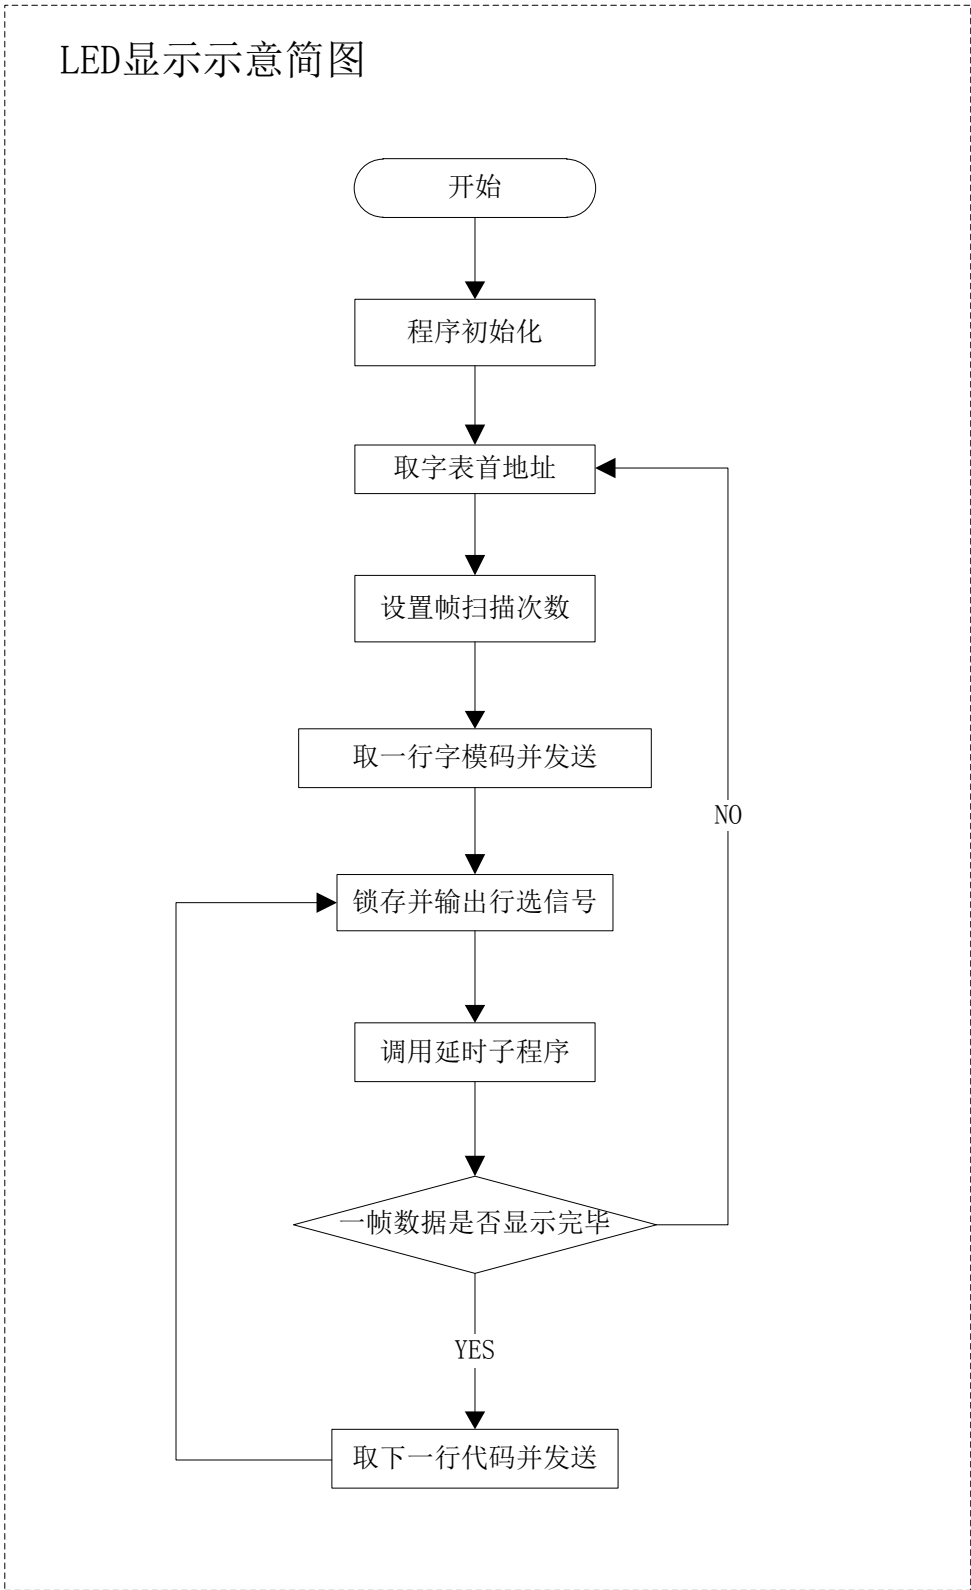 LED显示示意简图
开始
程序初始化
取字表首地址
设置帧扫描次数
取一行字模码并发送
NO
锁存并输出行选信号
调用延时子程序
一帧数据是否显示完毕
YES
取下一行代码并发送